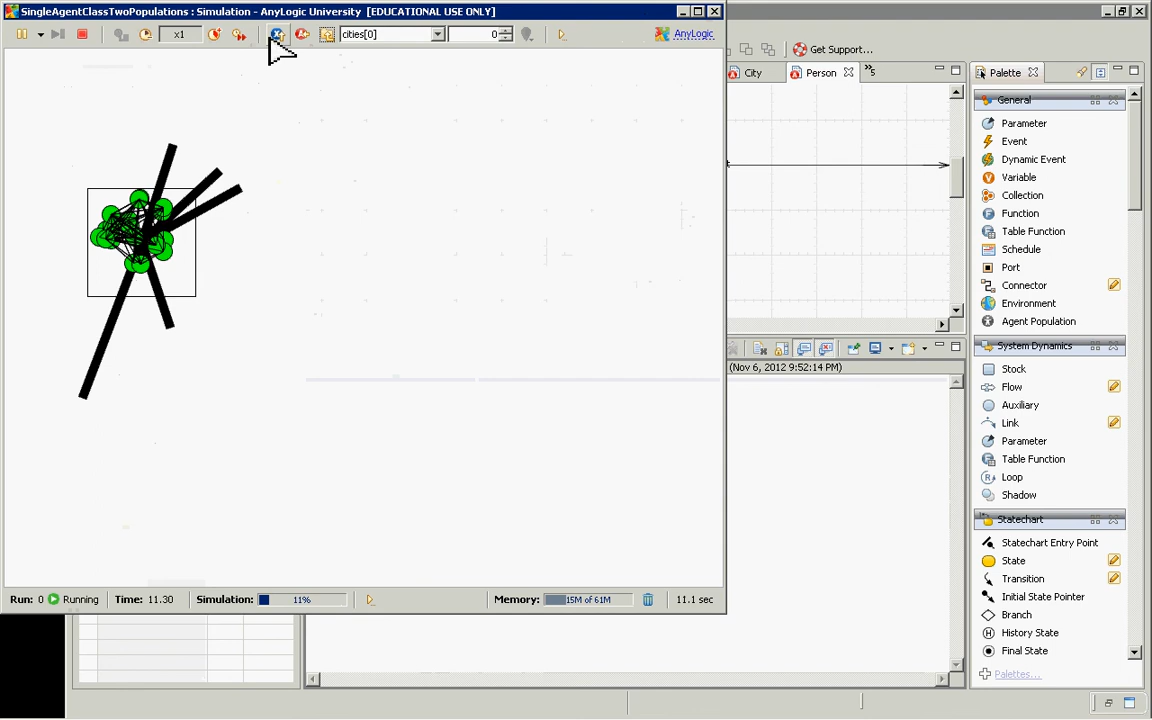 SingleAgentClassTwoPopulations : Simulation - AnyLogic University [EDUCATIONAL USE ONLY]
x1
cities[0]
0
AnyLogic
Get Support...
City
Person
5
Palette
General
Parameter
Event
Dynamic Event
Variable
Collection
Function
Table Function
Schedule
Port
Connector
Environment
Agent Population
System Dynamics
Stock
Flow
Auxiliary
Link
Parameter
Table Function
Loop
Shadow
Statechart
Statechart Entry Point
State
Transition
Initial State Pointer
Branch
History State
Final State
Palettes...
(Nov 6, 2012 9:52:14 PM)
Run: 0 Running Time: 11.30 Simulation: 11% Memory: 15M of 61M 11.1 sec